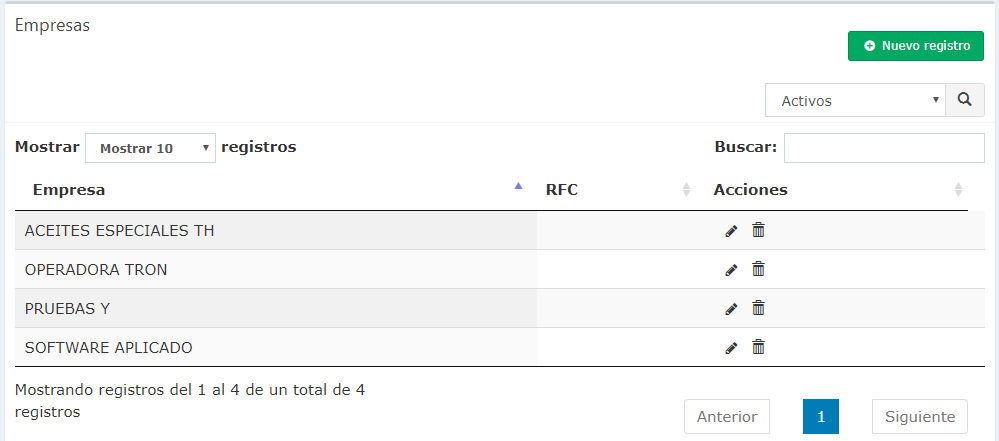 Empresas
Nuevo registro
Activos
Mostrar Mostrar 10 registros Buscar:
Empresa RFC Acciones
ACEITES ESPECIALES TH
OPERADORA TRON
PRUEBAS Y
SOFTWARE APLICADO
Mostrando registros del 1 al 4 de un total de 4
registros
Anterior 1 Siguiente